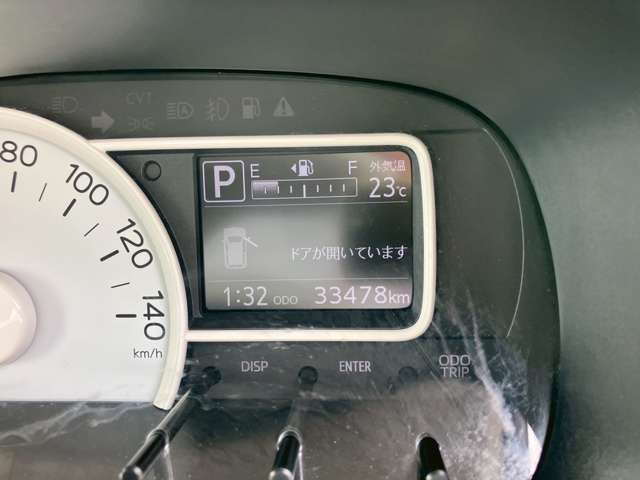 CVT
E F 外気温
P 23℃
80
100
120
140
km/h
ドアが開いています
1:32 ODO 33478km
DISP ENTER ODO
TRIP